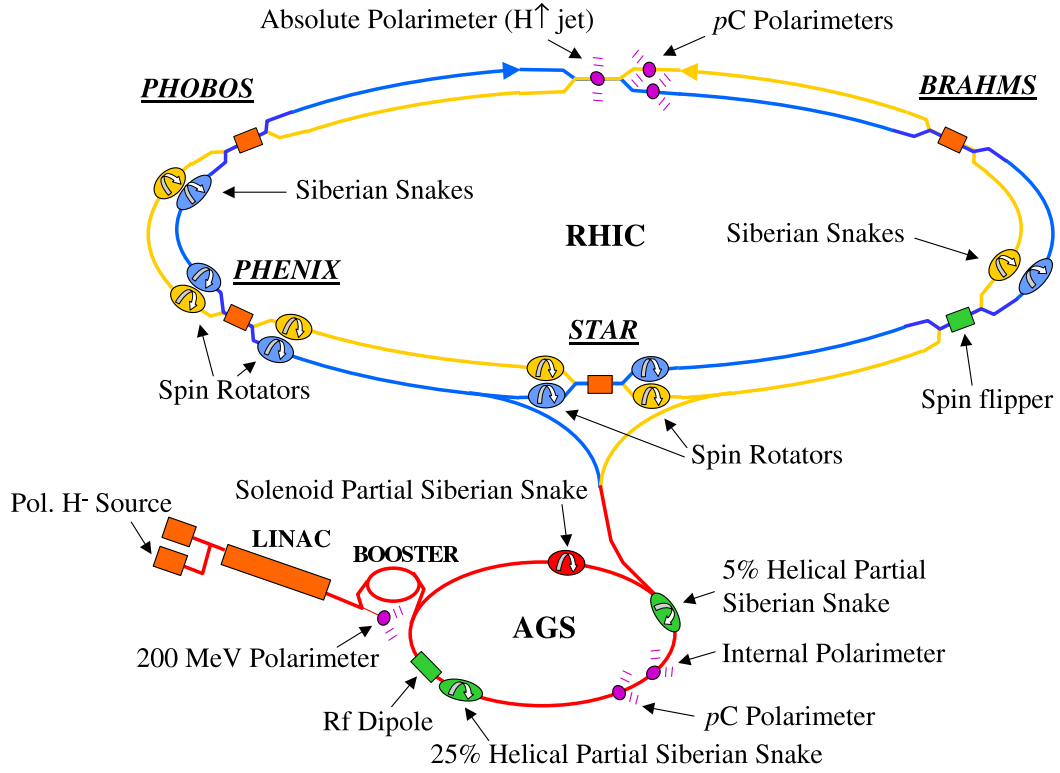 Absolute Polarimeter (H↑ jet)
pC Polarimeters
PHOBOS
BRAHMS
Siberian Snakes
RHIC
Siberian Snakes
PHENIX
STAR
Spin Rotators
Spin flipper
Spin Rotators
Solenoid Partial Siberian Snake
Pol. H- Source
LINAC
BOOSTER
5% Helical Partial
Siberian Snake
AGS
200 MeV Polarimeter
Internal Polarimeter
Rf Dipole
pC Polarimeter
25% Helical Partial Siberian Snake